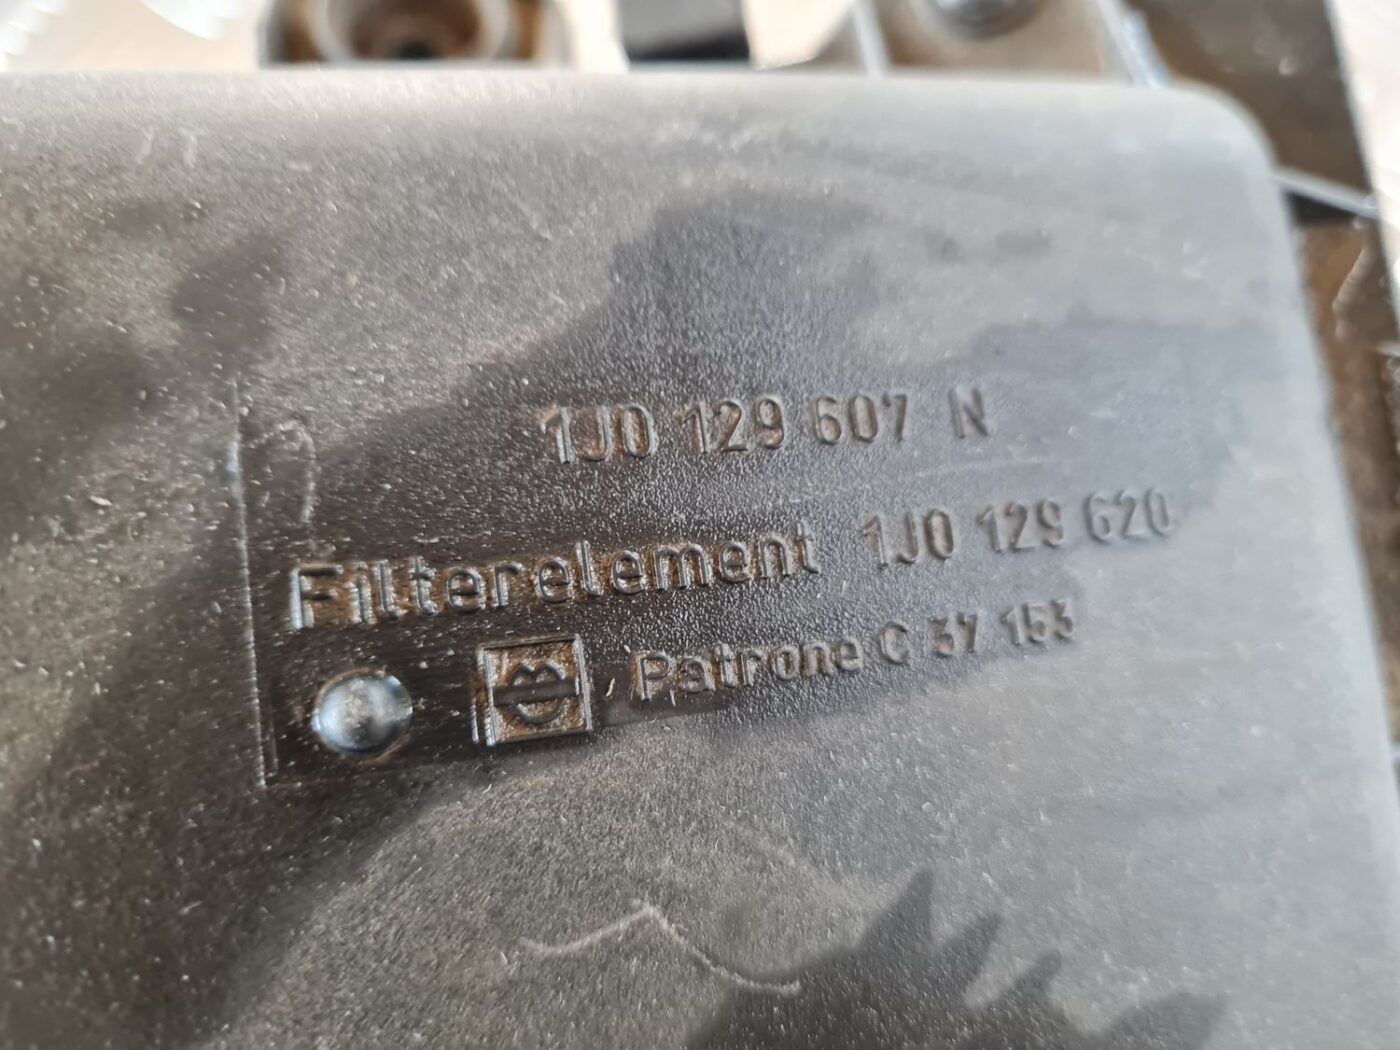 1J0 129 607 N
Filterelement 1J0 129 620
Patrone C 37 153